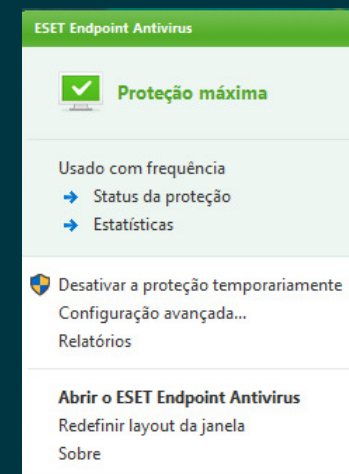 ESET Endpoint Antivirus
Proteção máxima
Usado com frequência
Status da proteção
Estatísticas
Desativar a proteção temporariamente
Configuração avançada...
Relatórios
Abrir o ESET Endpoint Antivirus
Redefinir layout da janela
Sobre